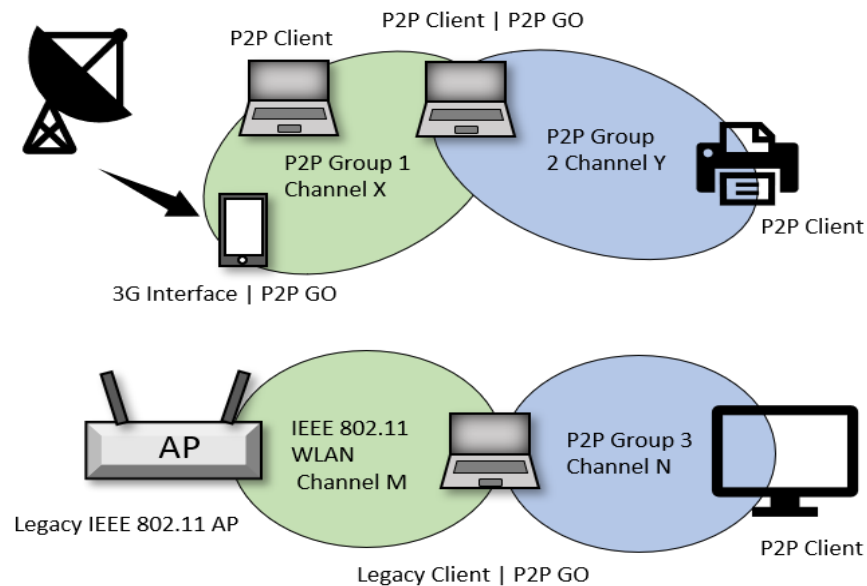 P2P Client | P2P GO
P2P Client
P2P Group 1
Channel X
P2P Group
2 Channel Y
P2P Client
3G Interface | P2P GO
AP
IEEE 802.11
WLAN
Channel M
P2P Group 3
Channel N
Legacy IEEE 802.11 AP
P2P Client
Legacy Client | P2P GO